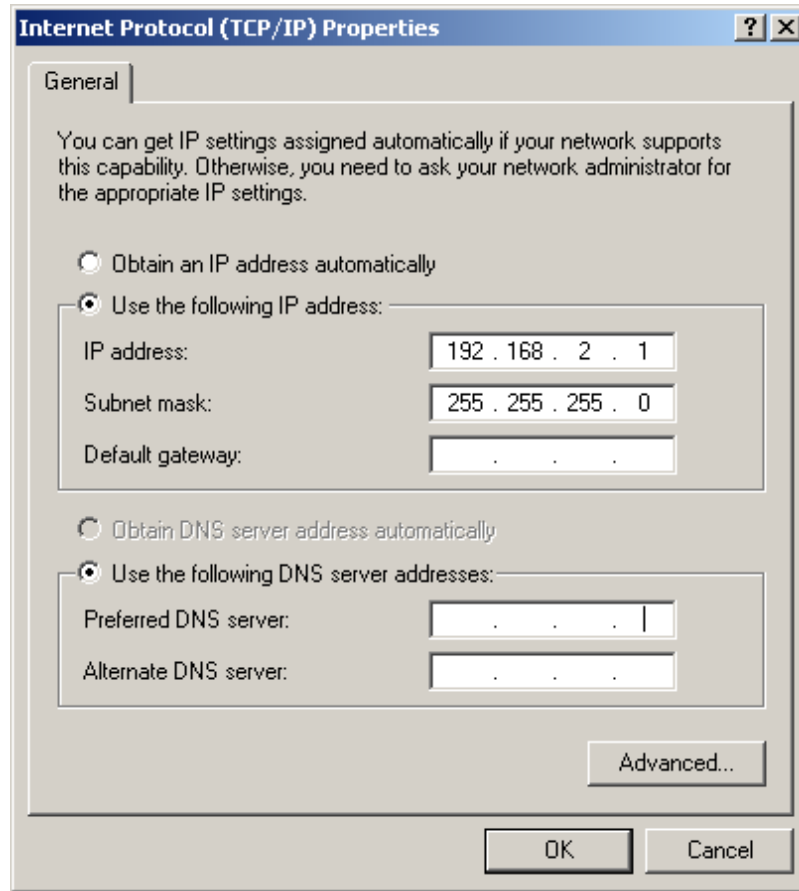 Internet Protocol (TCP/IP) Properties
General
You can get IP settings assigned automatically if your network supports
this capability. Otherwise, you need to ask your network administrator for
the appropriate IP settings.
Obtain an IP address automatically
Use the following IP address:
IP address: 192 . 168 . 2 . 1
Subnet mask: 255 . 255 . 255 . 0
Default gateway: . . .
Obtain DNS server address automatically
Use the following DNS server addresses:
Preferred DNS server: . . .
Alternate DNS server: . . .
Advanced...
OK Cancel